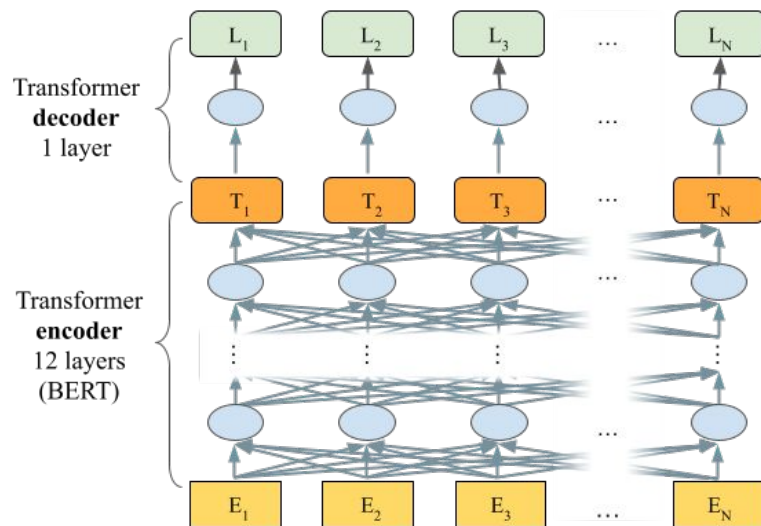 L1 L2 L3 ... LN
Transformer
decoder
1 layer
...
...
T1 T2 T3 ... TN
...
Transformer
encoder
12 layers
(BERT)
...
E1 E2 E3 ... EN